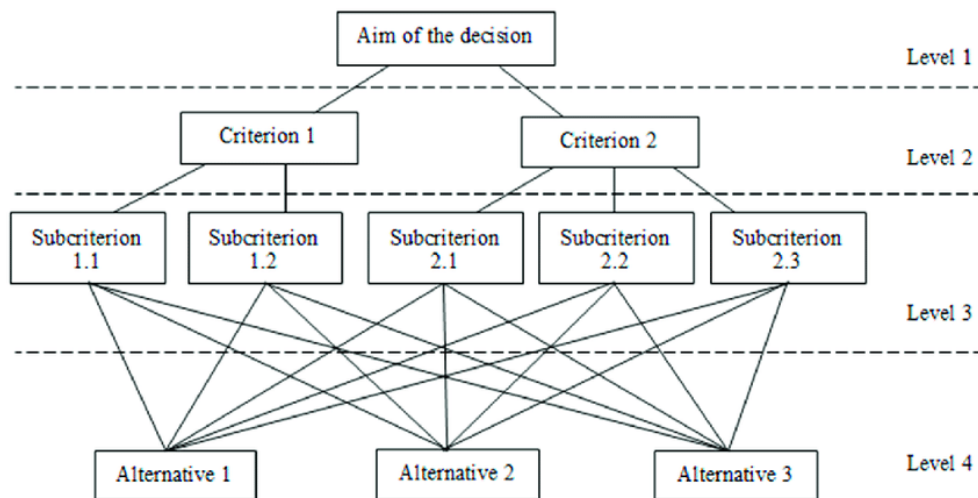 Aim of the decision
Level 1
Criterion 1
Criterion 2
Level 2
Subcriterion
1.1
Subcriterion
1.2
Subcriterion
2.1
Subcriterion
2.2
Subcriterion
2.3
Level 3
Alternative 1
Alternative 2
Alternative 3
Level 4